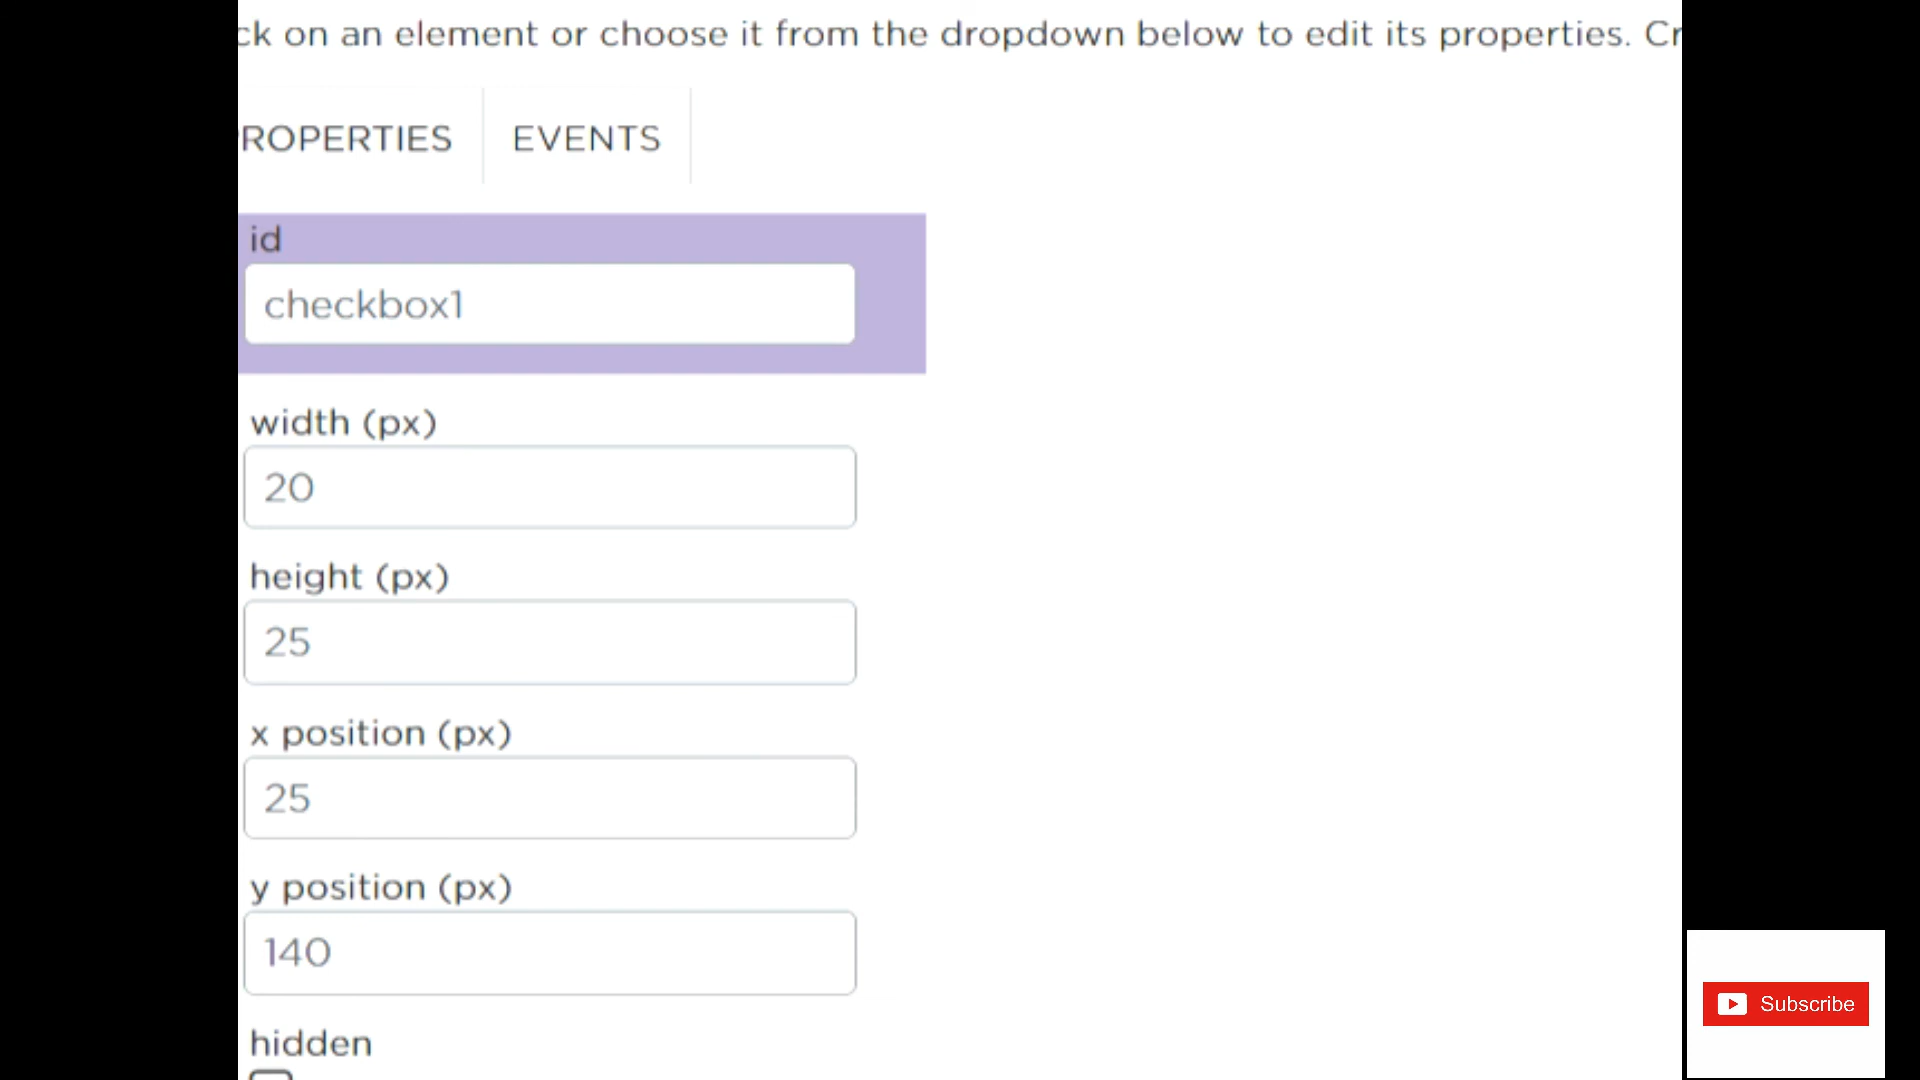 ck on an element or choose it from the dropdown below to edit its properties. Cr
ROPERTIES EVENTS
id
checkbox1
width (px)
20
height (px)
25
x position (px)
25
y position (px)
140
hidden
Subscribe